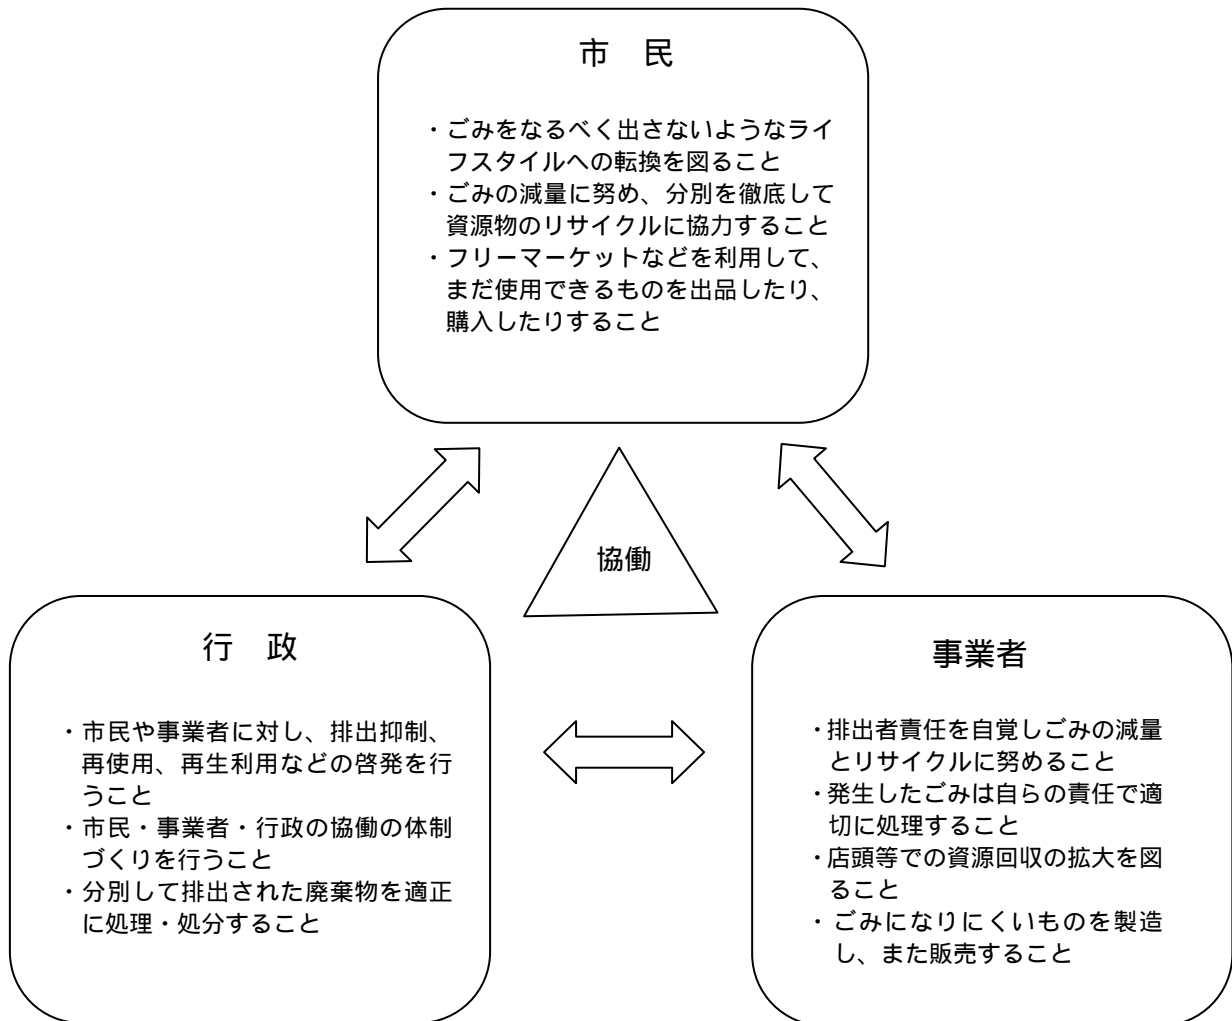 市　民
・ごみをなるべく出さないようなライ
フスタイルへの転換を図ること
・ごみの減量に努め、分別を徹底して
資源物のリサイクルに協力すること
・フリーマーケットなどを利用して、
まだ使用できるものを出品したり、
購入したりすること
協働
行　政
・市民や事業者に対し、排出抑制、
再使用、再生利用などの啓発を行
うこと
・市民・事業者・行政の協働の体制
づくりを行うこと
・分別して排出された廃棄物を適正
に処理・処分すること
事業者
・排出者責任を自覚しごみの減量
とリサイクルに努めること
・発生したごみは自らの責任で適
切に処理すること
・店頭等での資源回収の拡大を図
ること
・ごみになりにくいものを製造
し、また販売すること